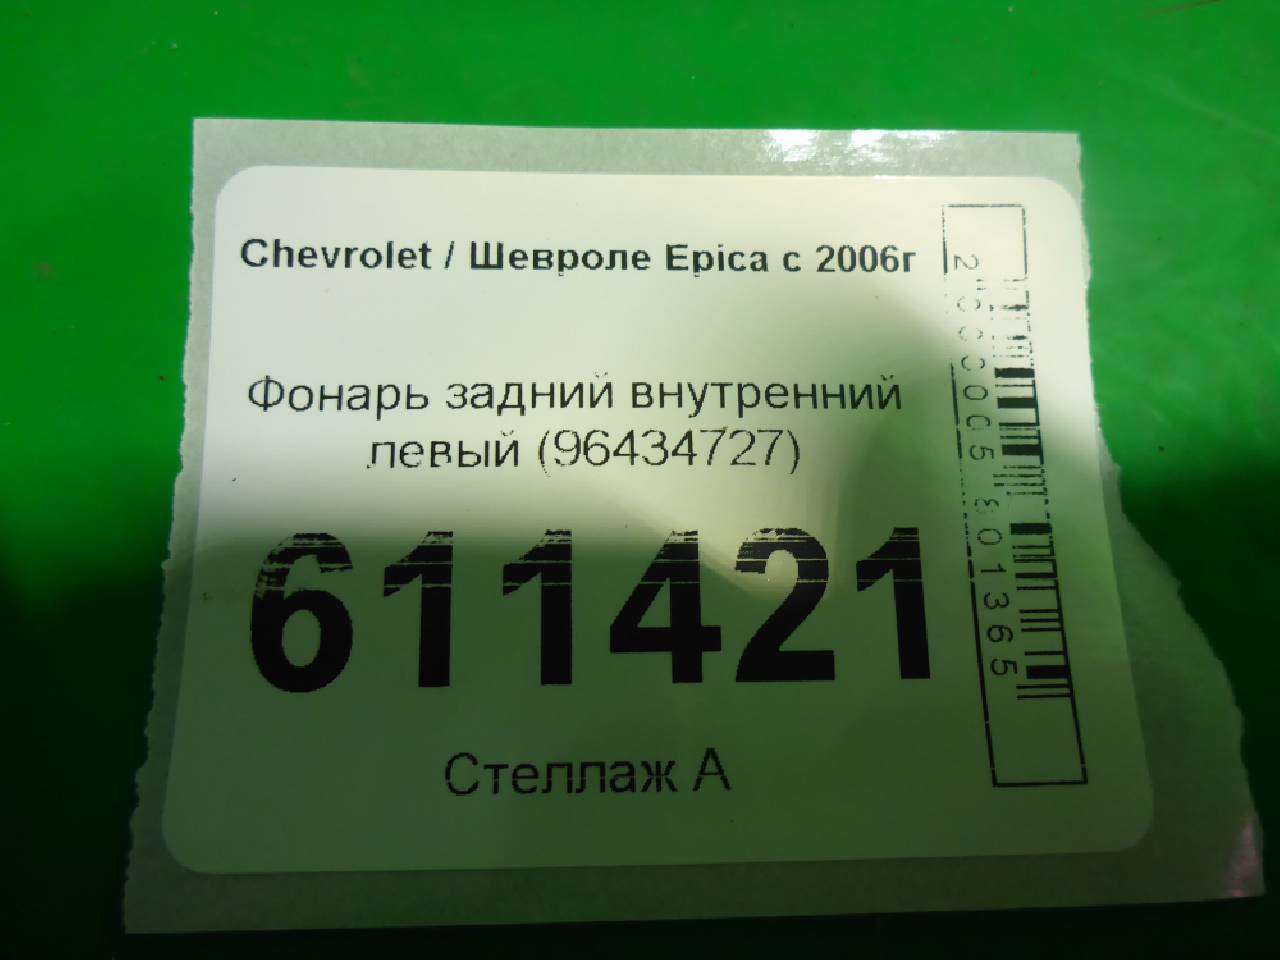 Chevrolet / Шевроле Epica с 2006г
Фонарь задний внутренний
левый (96434727)
611421
Стеллаж А